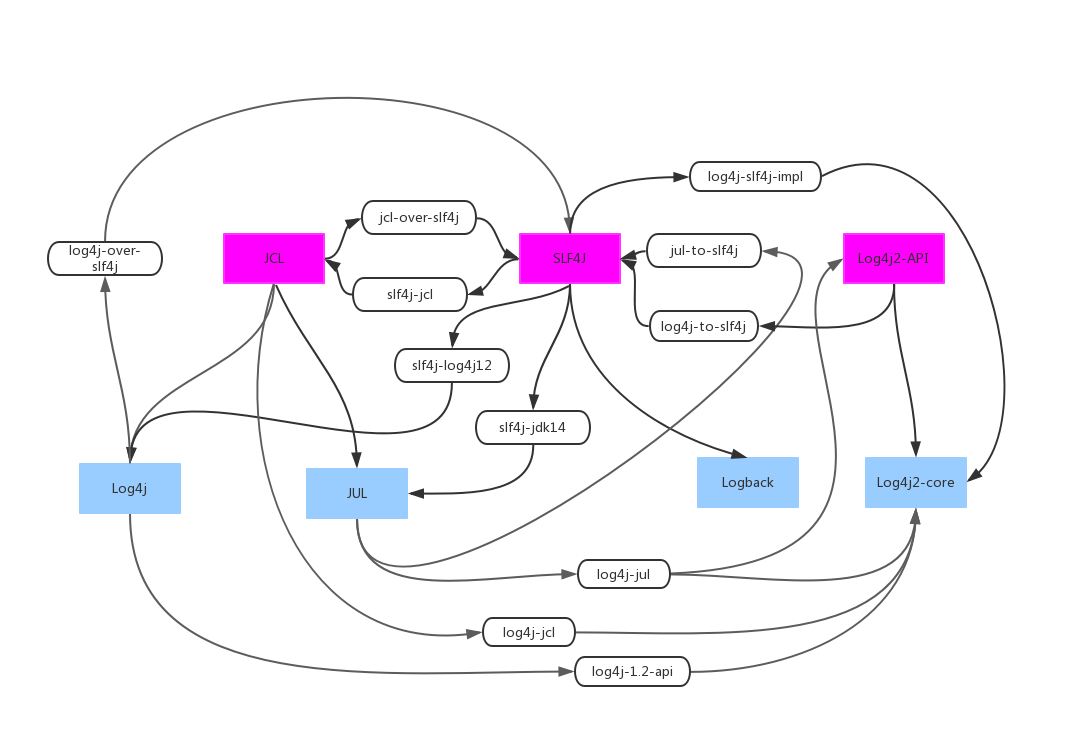 log4j-slf4j-impl
jcl-over-slf4j
log4j-over-
slf4j
JCL
SLF4J
jul-to-slf4j
Log4j2-API
slf4j-jcl
log4j-to-slf4j
slf4j-log4j12
slf4j-jdk14
Log4j
JUL
Logback
Log4j2-core
log4j-jul
log4j-jcl
log4j-1.2-api